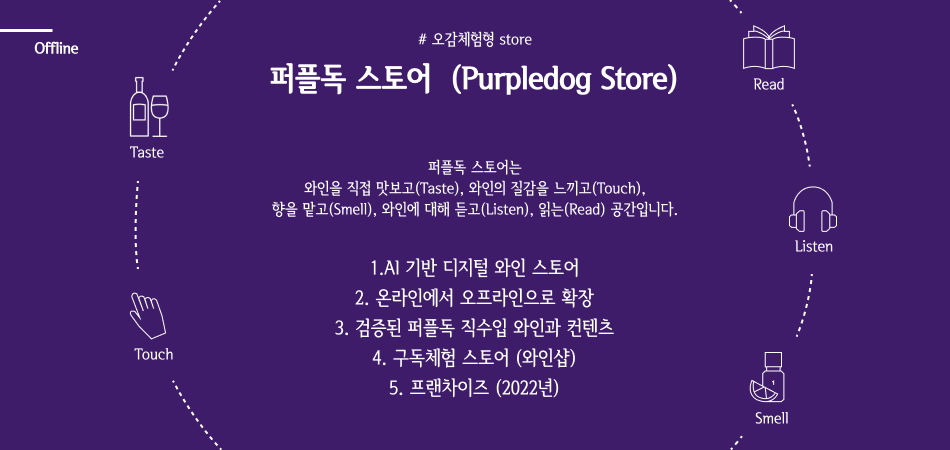 Offline
# 오감체험형 store
퍼플독 스토어 (Purpledog Store)
Read
Taste
퍼플독 스토어는
와인을 직접 맛보고(Taste), 와인의 질감을 느끼고(Touch),
향을 맡고(Smell), 와인에 대해 듣고(Listen), 읽는(Read) 공간입니다.
Listen
1.AI 기반 디지털 와인 스토어
2. 온라인에서 오프라인으로 확장
3. 검증된 퍼플독 직수입 와인과 컨텐츠
Touch
4. 구독체험 스토어 (와인샵)
5. 프랜차이즈 (2022년)
1
Smell